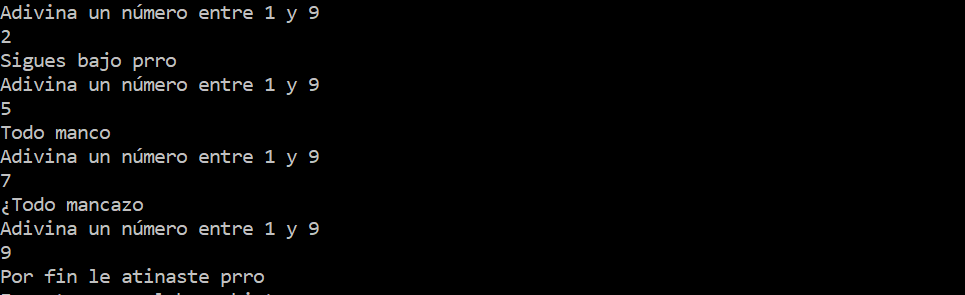 Adivina un número entre 1 y 9
2
Sigues bajo prro
Adivina un número entre 1 y 9
5
Todo manco
Adivina un número entre 1 y 9
7
¿Todo mancazo
Adivina un número entre 1 y 9
9
Por fin le atinaste prro